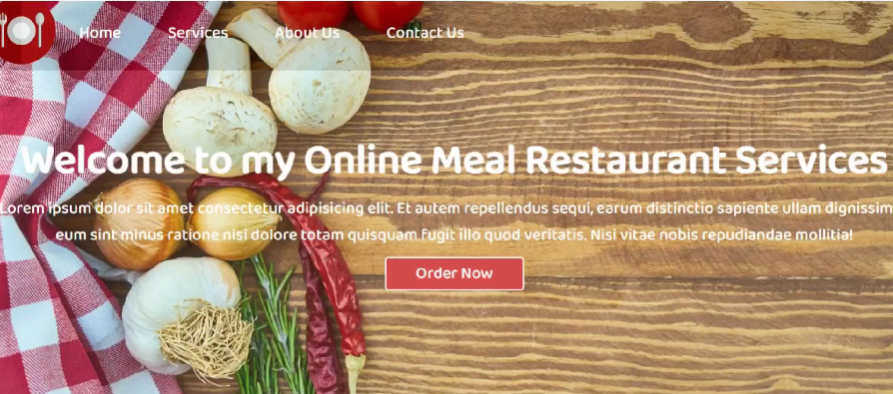 Home Services About Us Contact Us
Welcome to my Online Meal Restaurant Services
Lorem ipsum dolor sit amet consectetur adipisicing elit. Et autem repellendus sequi, earum distinctio sapiente ullam dignissim
eum sint minus ratione nisi dolore totam quisquam fugit illo quod veritatis. Nisi vitae nobis repudiandae mollitia!
Order Now